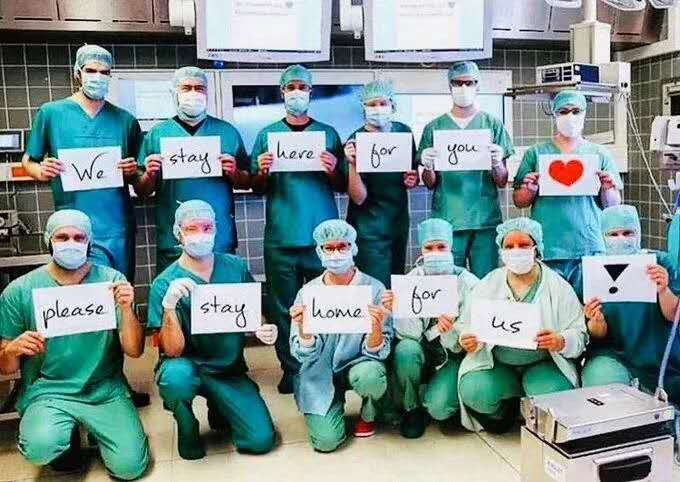 We stay here for you ♥
please stay home for us !